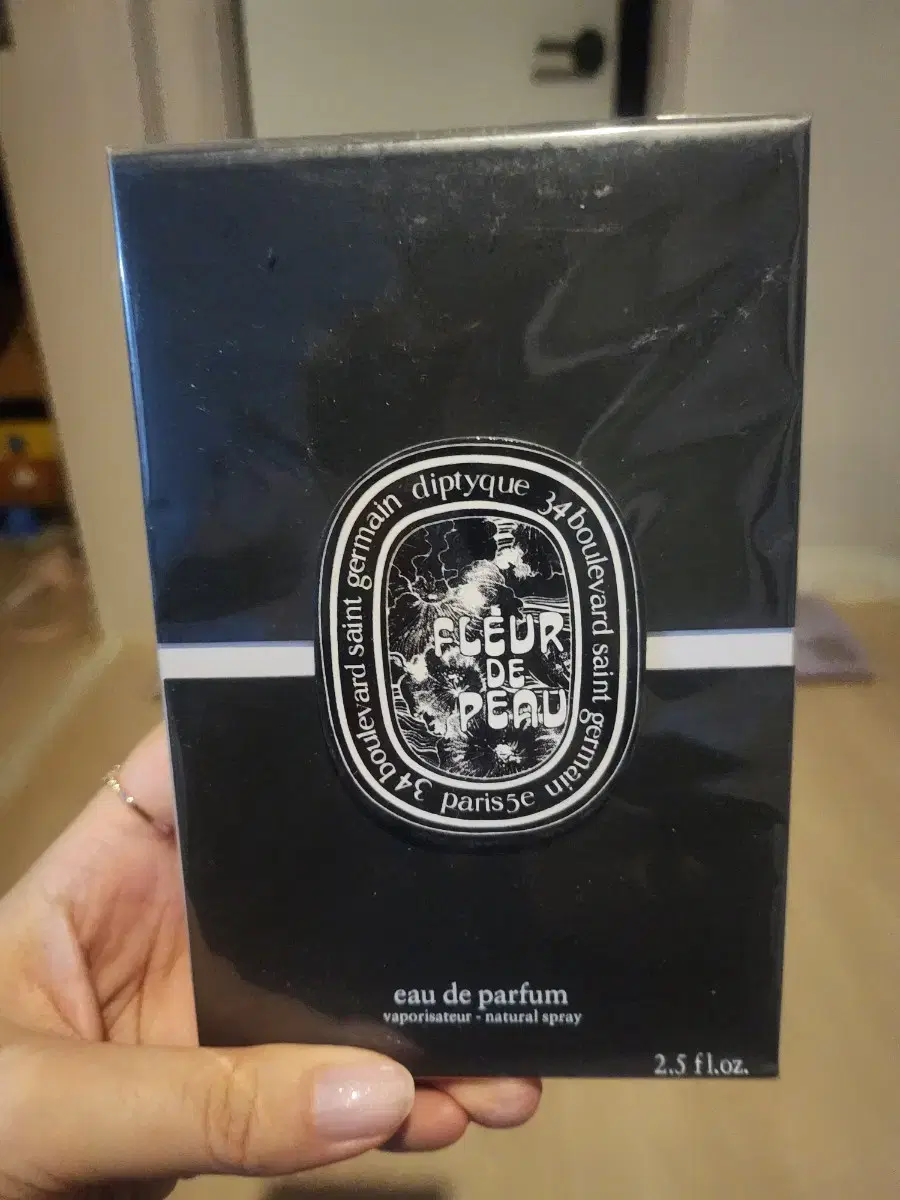 diptyque 34 boulevard saint germain paris5e 34 boulevard saint germain
FLEUR
DE
PEAU
eau de parfum
vaporisateur - natural spray
2.5 fl.oz.